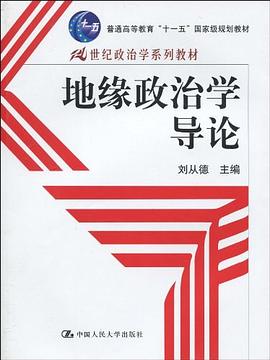 十一五
普通高等教育“十一五”国家级规划教材
21世纪政治学系列教材
地缘政治学
导论
刘从德 主编
中国人民大学出版社